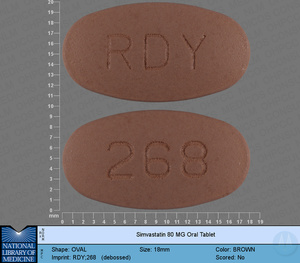 RDY
268
20
19
18
17
16
15
14
13
12
11
10
9
8
7
6
5
4
3
2
1
0
mm
0 1 2 3 4 5 6 7 8 9 10 11 12 13 14 15 16 17 18 19
Simvastatin 80 MG Oral Tablet
NATIONAL
LIBRARY OF
MEDICINE
Shape: OVAL Size: 18mm Color: BROWN
Imprint: RDY;268 (debossed) Scored: No